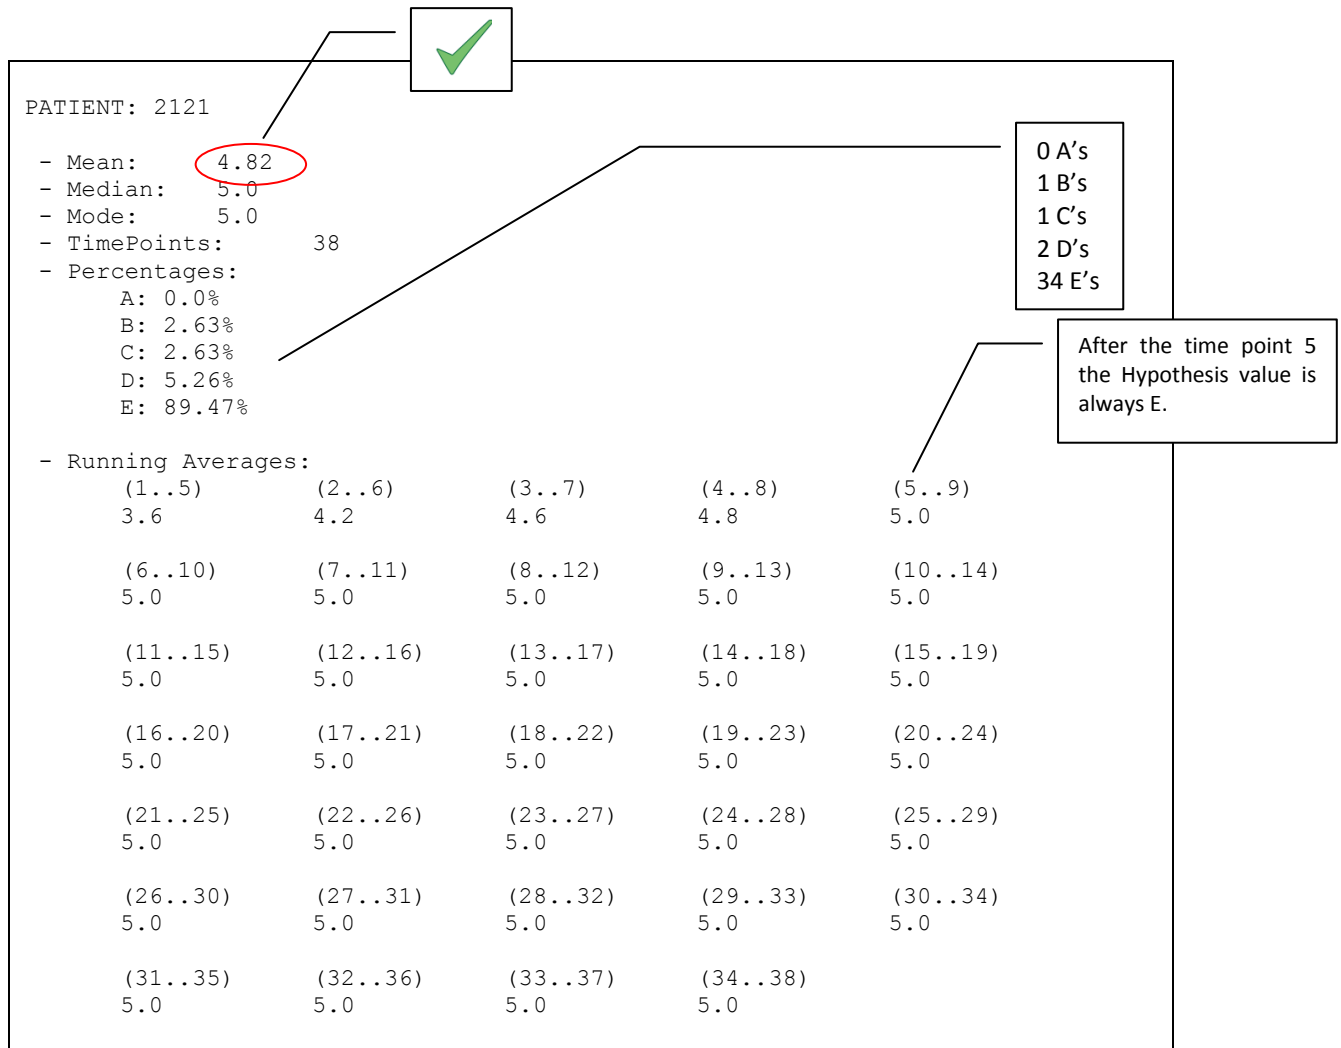 PATIENT: 2121
- Mean: 4.82
- Median: 5.0
- Mode: 5.0
- TimePoints: 38
- Percentages:
A: 0.0%
B: 2.63%
C: 2.63%
D: 5.26%
E: 89.47%
0 A’s
1 B’s
1 C’s
2 D’s
34 E’s
After the time point 5
the Hypothesis value is
always E.
- Running Averages:
(1..5) (2..6) (3..7) (4..8) (5..9)
3.6 4.2 4.6 4.8 5.0
(6..10) (7..11) (8..12) (9..13) (10..14)
5.0 5.0 5.0 5.0 5.0
(11..15) (12..16) (13..17) (14..18) (15..19)
5.0 5.0 5.0 5.0 5.0
(16..20) (17..21) (18..22) (19..23) (20..24)
5.0 5.0 5.0 5.0 5.0
(21..25) (22..26) (23..27) (24..28) (25..29)
5.0 5.0 5.0 5.0 5.0
(26..30) (27..31) (28..32) (29..33) (30..34)
5.0 5.0 5.0 5.0 5.0
(31..35) (32..36) (33..37) (34..38)
5.0 5.0 5.0 5.0